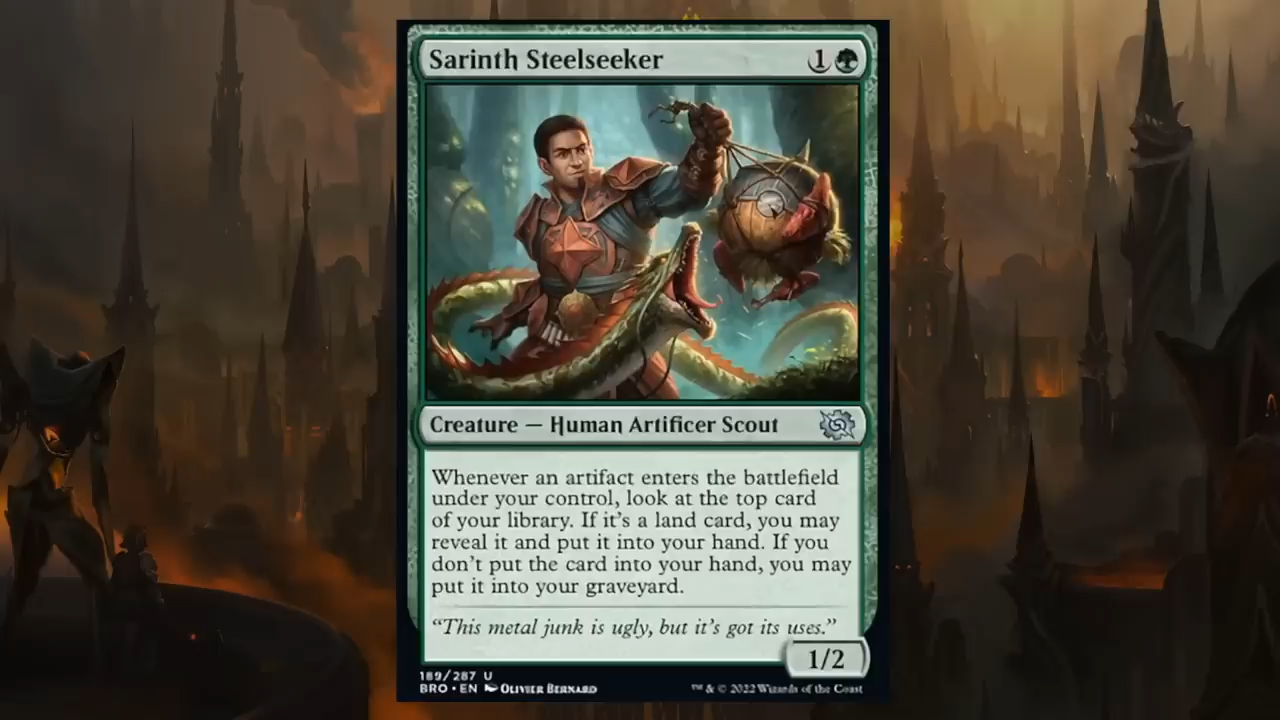 Sarinth Steelseeker 1
Creature — Human Artificer Scout
Whenever an artifact enters the battlefield
under your control, look at the top card
of your library. If it's a land card, you may
reveal it and put it into your hand. If you
don't put the card into your hand, you may
put it into your graveyard.
"This metal junk is ugly, but it's got its uses."
1/2
189/287 U
BRO • EN Olivier Bernard ™ & © 2022 Wizards of the Coast